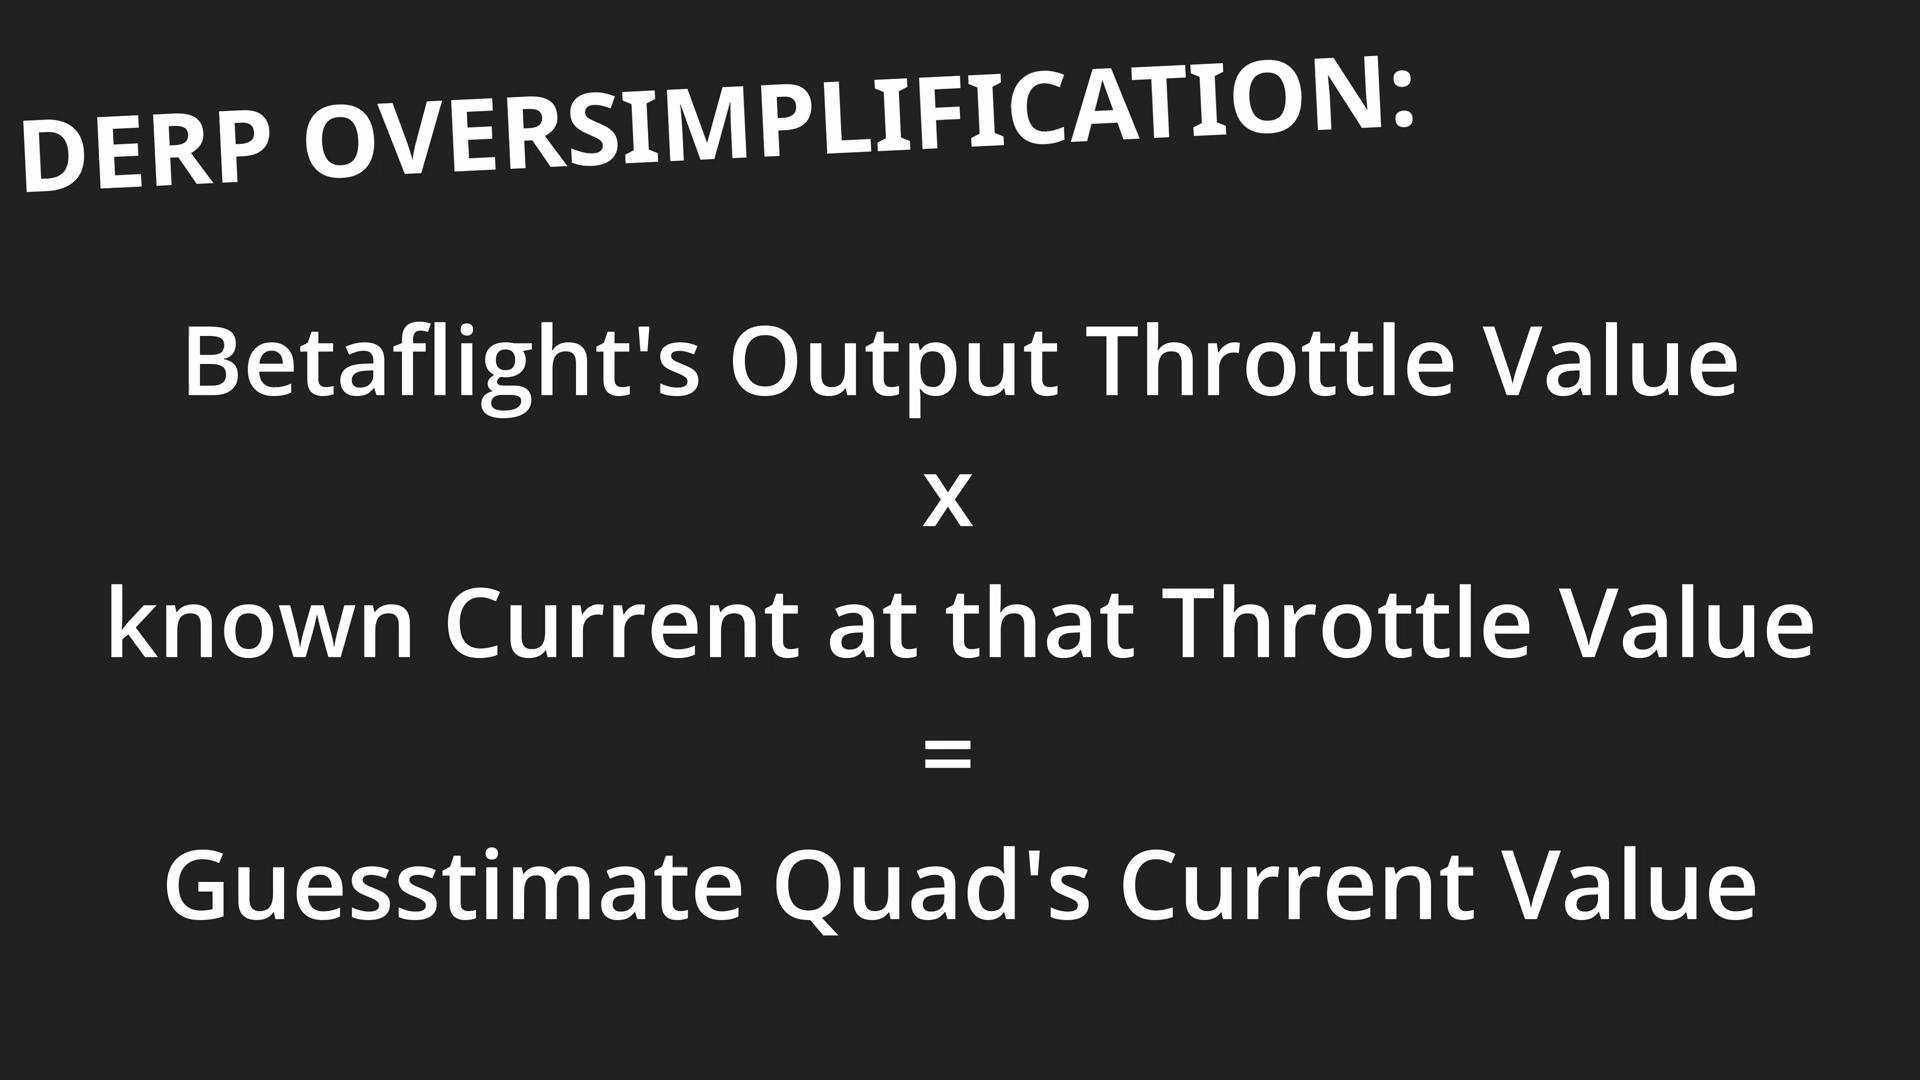 DERP OVERSIMPLIFICATION:
Betaflight's Output Throttle Value
x
known Current at that Throttle Value
=
Guesstimate Quad's Current Value